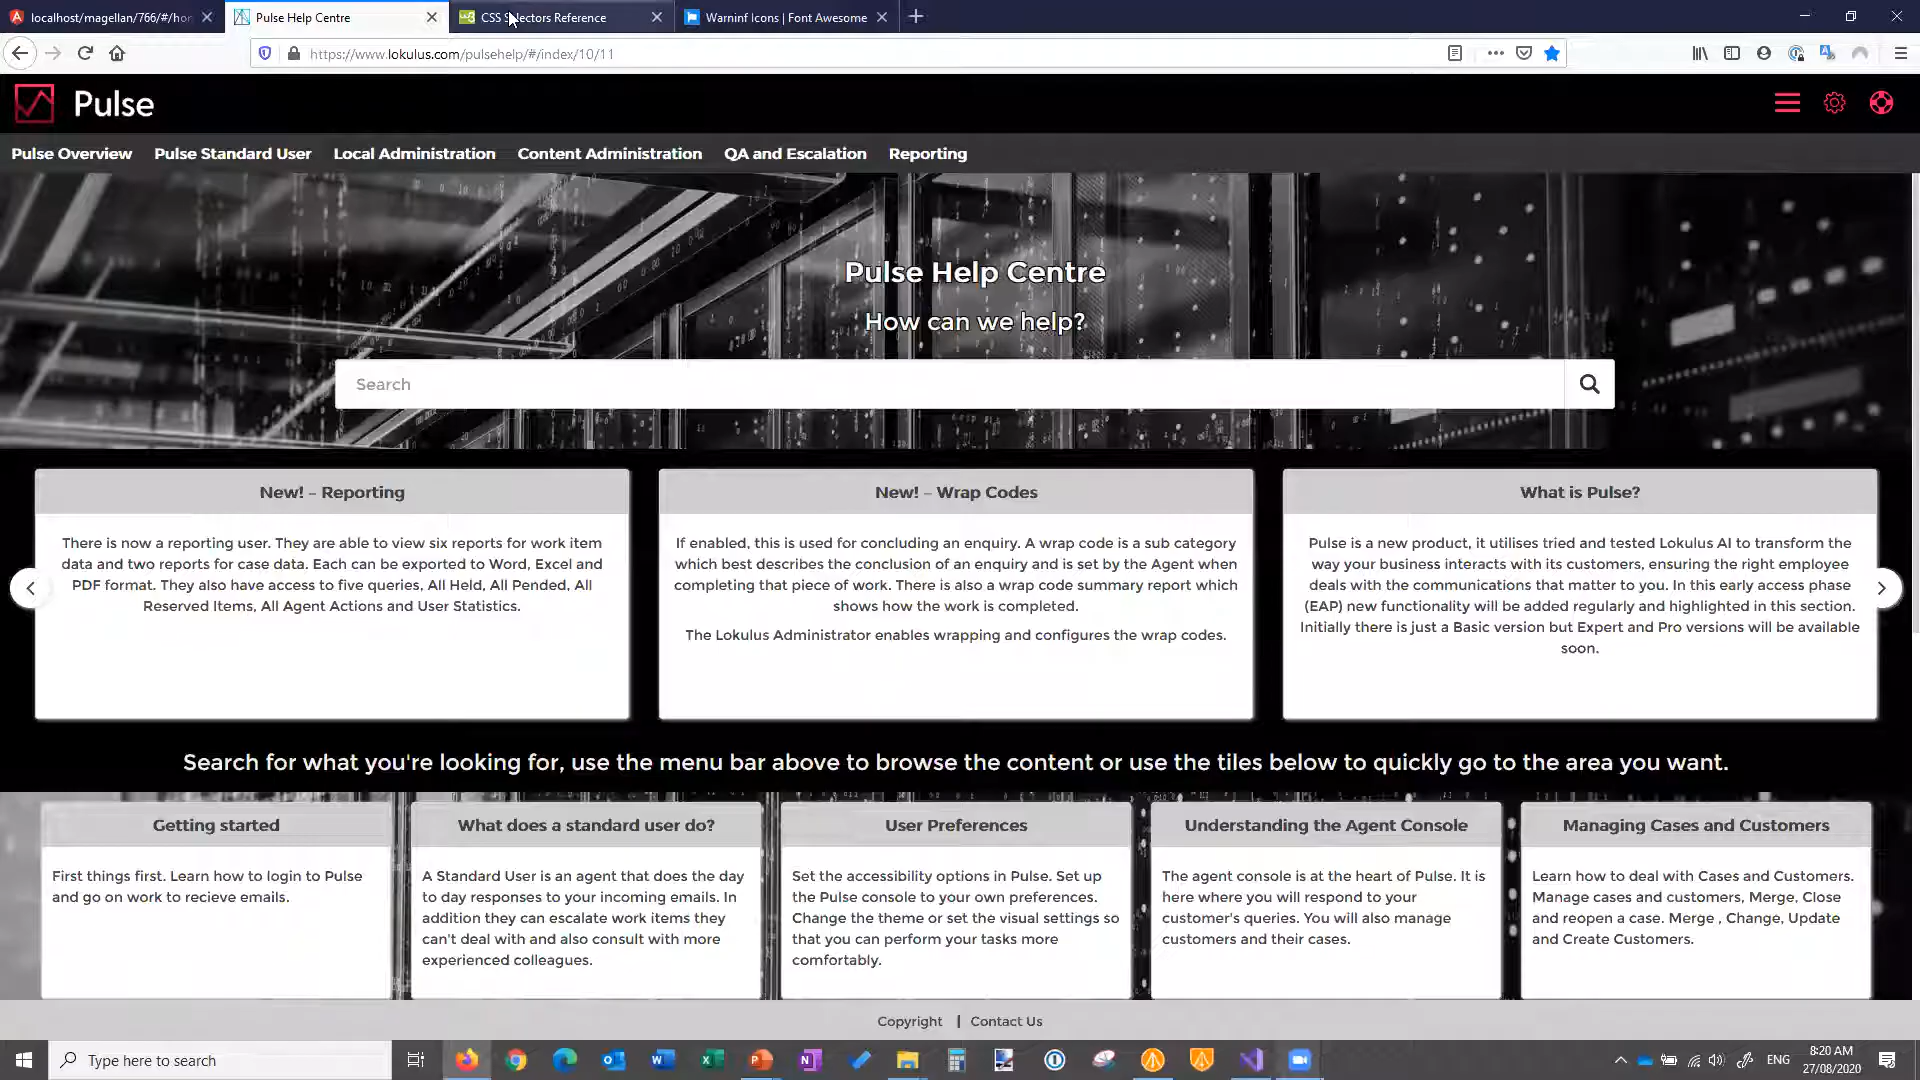 localhost/magellan/766/#/hor
Pulse Help Centre
CSS Selectors Reference
Warninf Icons | Font Awesome
https://www.lokulus.com/pulsehelp/#/index/10/11
Pulse
Pulse Overview Pulse Standard User Local Administration Content Administration QA and Escalation Reporting
Pulse Help Centre
How can we help?
Search
New! – Reporting
There is now a reporting user. They are able to view six reports for work item
data and two reports for case data. Each can be exported to Word, Excel and
PDF format. They also have access to five queries, All Held, All Pended, All
Reserved Items, All Agent Actions and User Statistics.
New! – Wrap Codes
If enabled, this is used for concluding an enquiry. A wrap code is a sub category
which best describes the conclusion of an enquiry and is set by the Agent when
completing that piece of work. There is also a wrap code summary report which
shows how the work is completed.
The Lokulus Administrator enables wrapping and configures the wrap codes.
What is Pulse?
Pulse is a new product, it utilises tried and tested Lokulus AI to transform the
way your business interacts with its customers, ensuring the right employee
deals with the communications that matter to you. In this early access phase
(EAP) new functionality will be added regularly and highlighted in this section.
Initially there is just a Basic version but Expert and Pro versions will be available
soon.
Search for what you're looking for, use the menu bar above to browse the content or use the tiles below to quickly go to the area you want.
Getting started
First things first. Learn how to login to Pulse
and go on work to recieve emails.
What does a standard user do?
A Standard User is an agent that does the day
to day responses to your incoming emails. In
addition they can escalate work items they
can't deal with and also consult with more
experienced colleagues.
User Preferences
Set the accessibility options in Pulse. Set up
the Pulse console to your own preferences.
Change the theme or set the visual settings so
that you can perform your tasks more
comfortably.
Understanding the Agent Console
The agent console is at the heart of Pulse. It is
here where you will respond to your
customer's queries. You will also manage
customers and their cases.
Managing Cases and Customers
Learn how to deal with Cases and Customers.
Manage cases and customers, Merge, Close
and reopen a case. Merge , Change, Update
and Create Customers.
Copyright | Contact Us
Type here to search
ENG
8:20 AM
27/08/2020